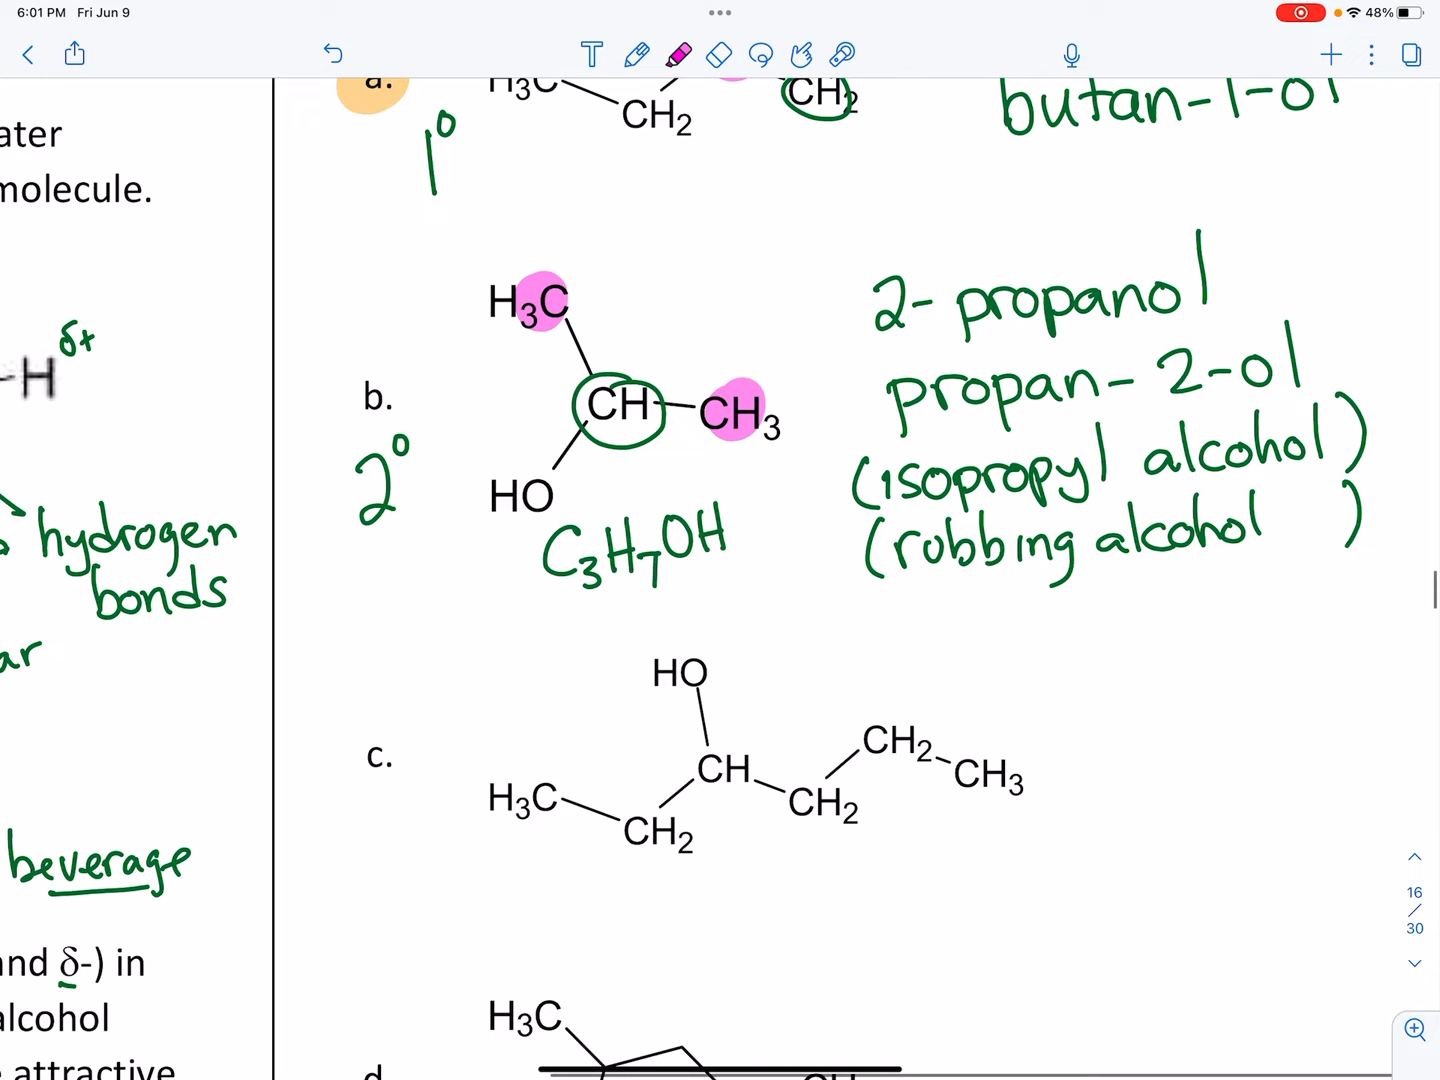 6:01 PM Fri Jun 9
48%
a.
H₃C
CH₂
CH₂
butan-1-ol
1°
ater
molecule.
H₃C
2-propanol
H δ+
b.
CH
CH₃
propan-2-ol
2°
HO
(isopropyl alcohol)
C₃H₇OH
(rubbing alcohol )
hydrogen
bonds
ar
HO
c.
H₃C
CH₂
CH
CH₂
CH₂
CH₃
16
/
30
beverage
and δ-) in
alcohol
H₃C
attractive
d.